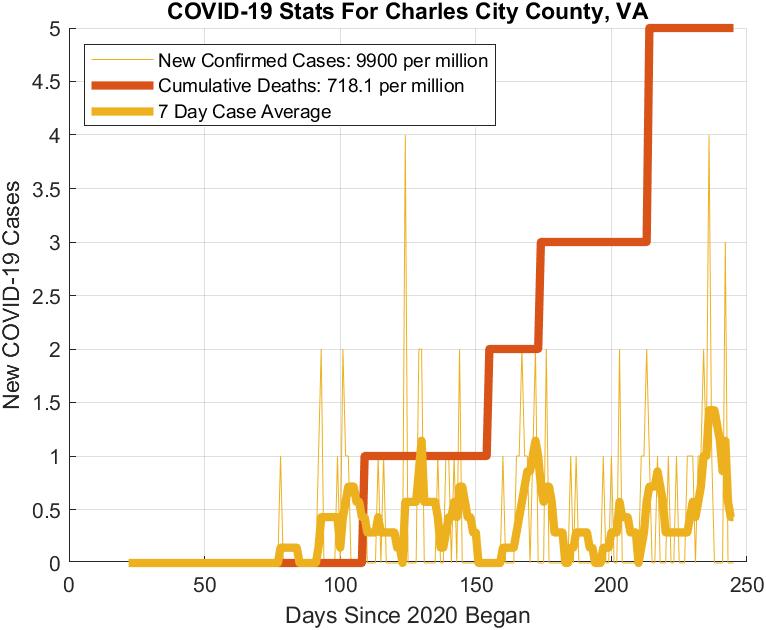 COVID-19 Stats For Charles City County, VA
New Confirmed Cases: 9900 per million
Cumulative Deaths: 718.1 per million
7 Day Case Average
New COVID-19 Cases
5
4.5
4
3.5
3
2.5
2
1.5
1
0.5
0
0 50 100 150 200 250
Days Since 2020 Began